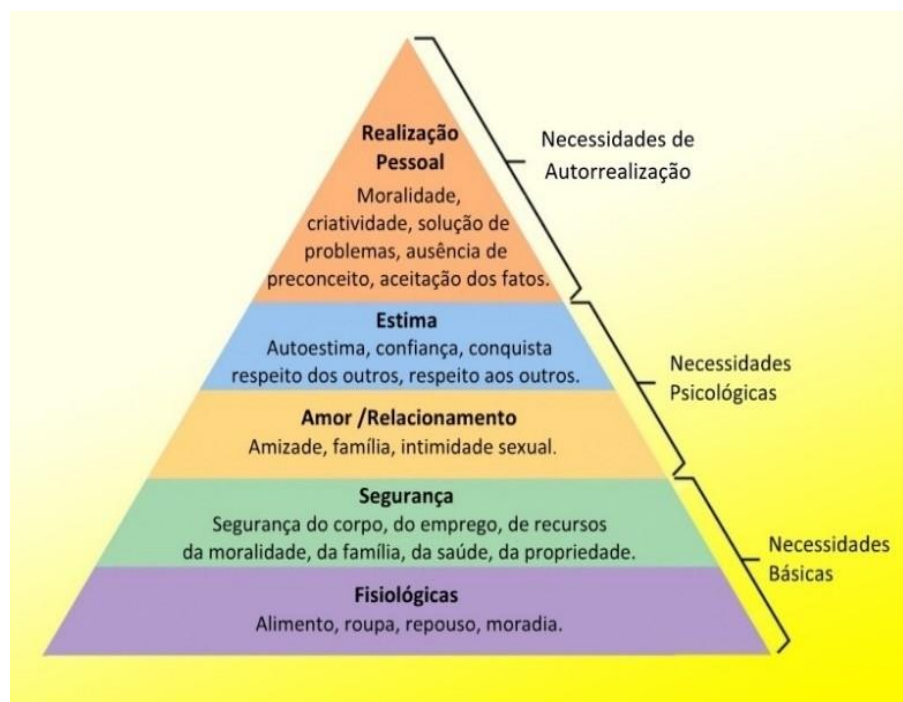 Realização
Pessoal
Moralidade,
criatividade, solução de
problemas, ausência de
preconceito, aceitação dos fatos.
Necessidades de
Autorrealização
Estima
Autoestima, confiança, conquista
respeito dos outros, respeito aos outros.
Amor /Relacionamento
Amizade, família, intimidade sexual.
Necessidades
Psicológicas
Segurança
Segurança do corpo, do emprego, de recursos
da moralidade, da família, da saúde, da propriedade.
Fisiológicas
Alimento, roupa, repouso, moradia.
Necessidades
Básicas